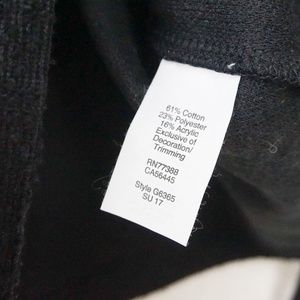 61% Cotton
23% Polyester
16% Acrylic
Exclusive of
Decoration/
Trimming
RN77388
CA56445
Style G6365
SU 17